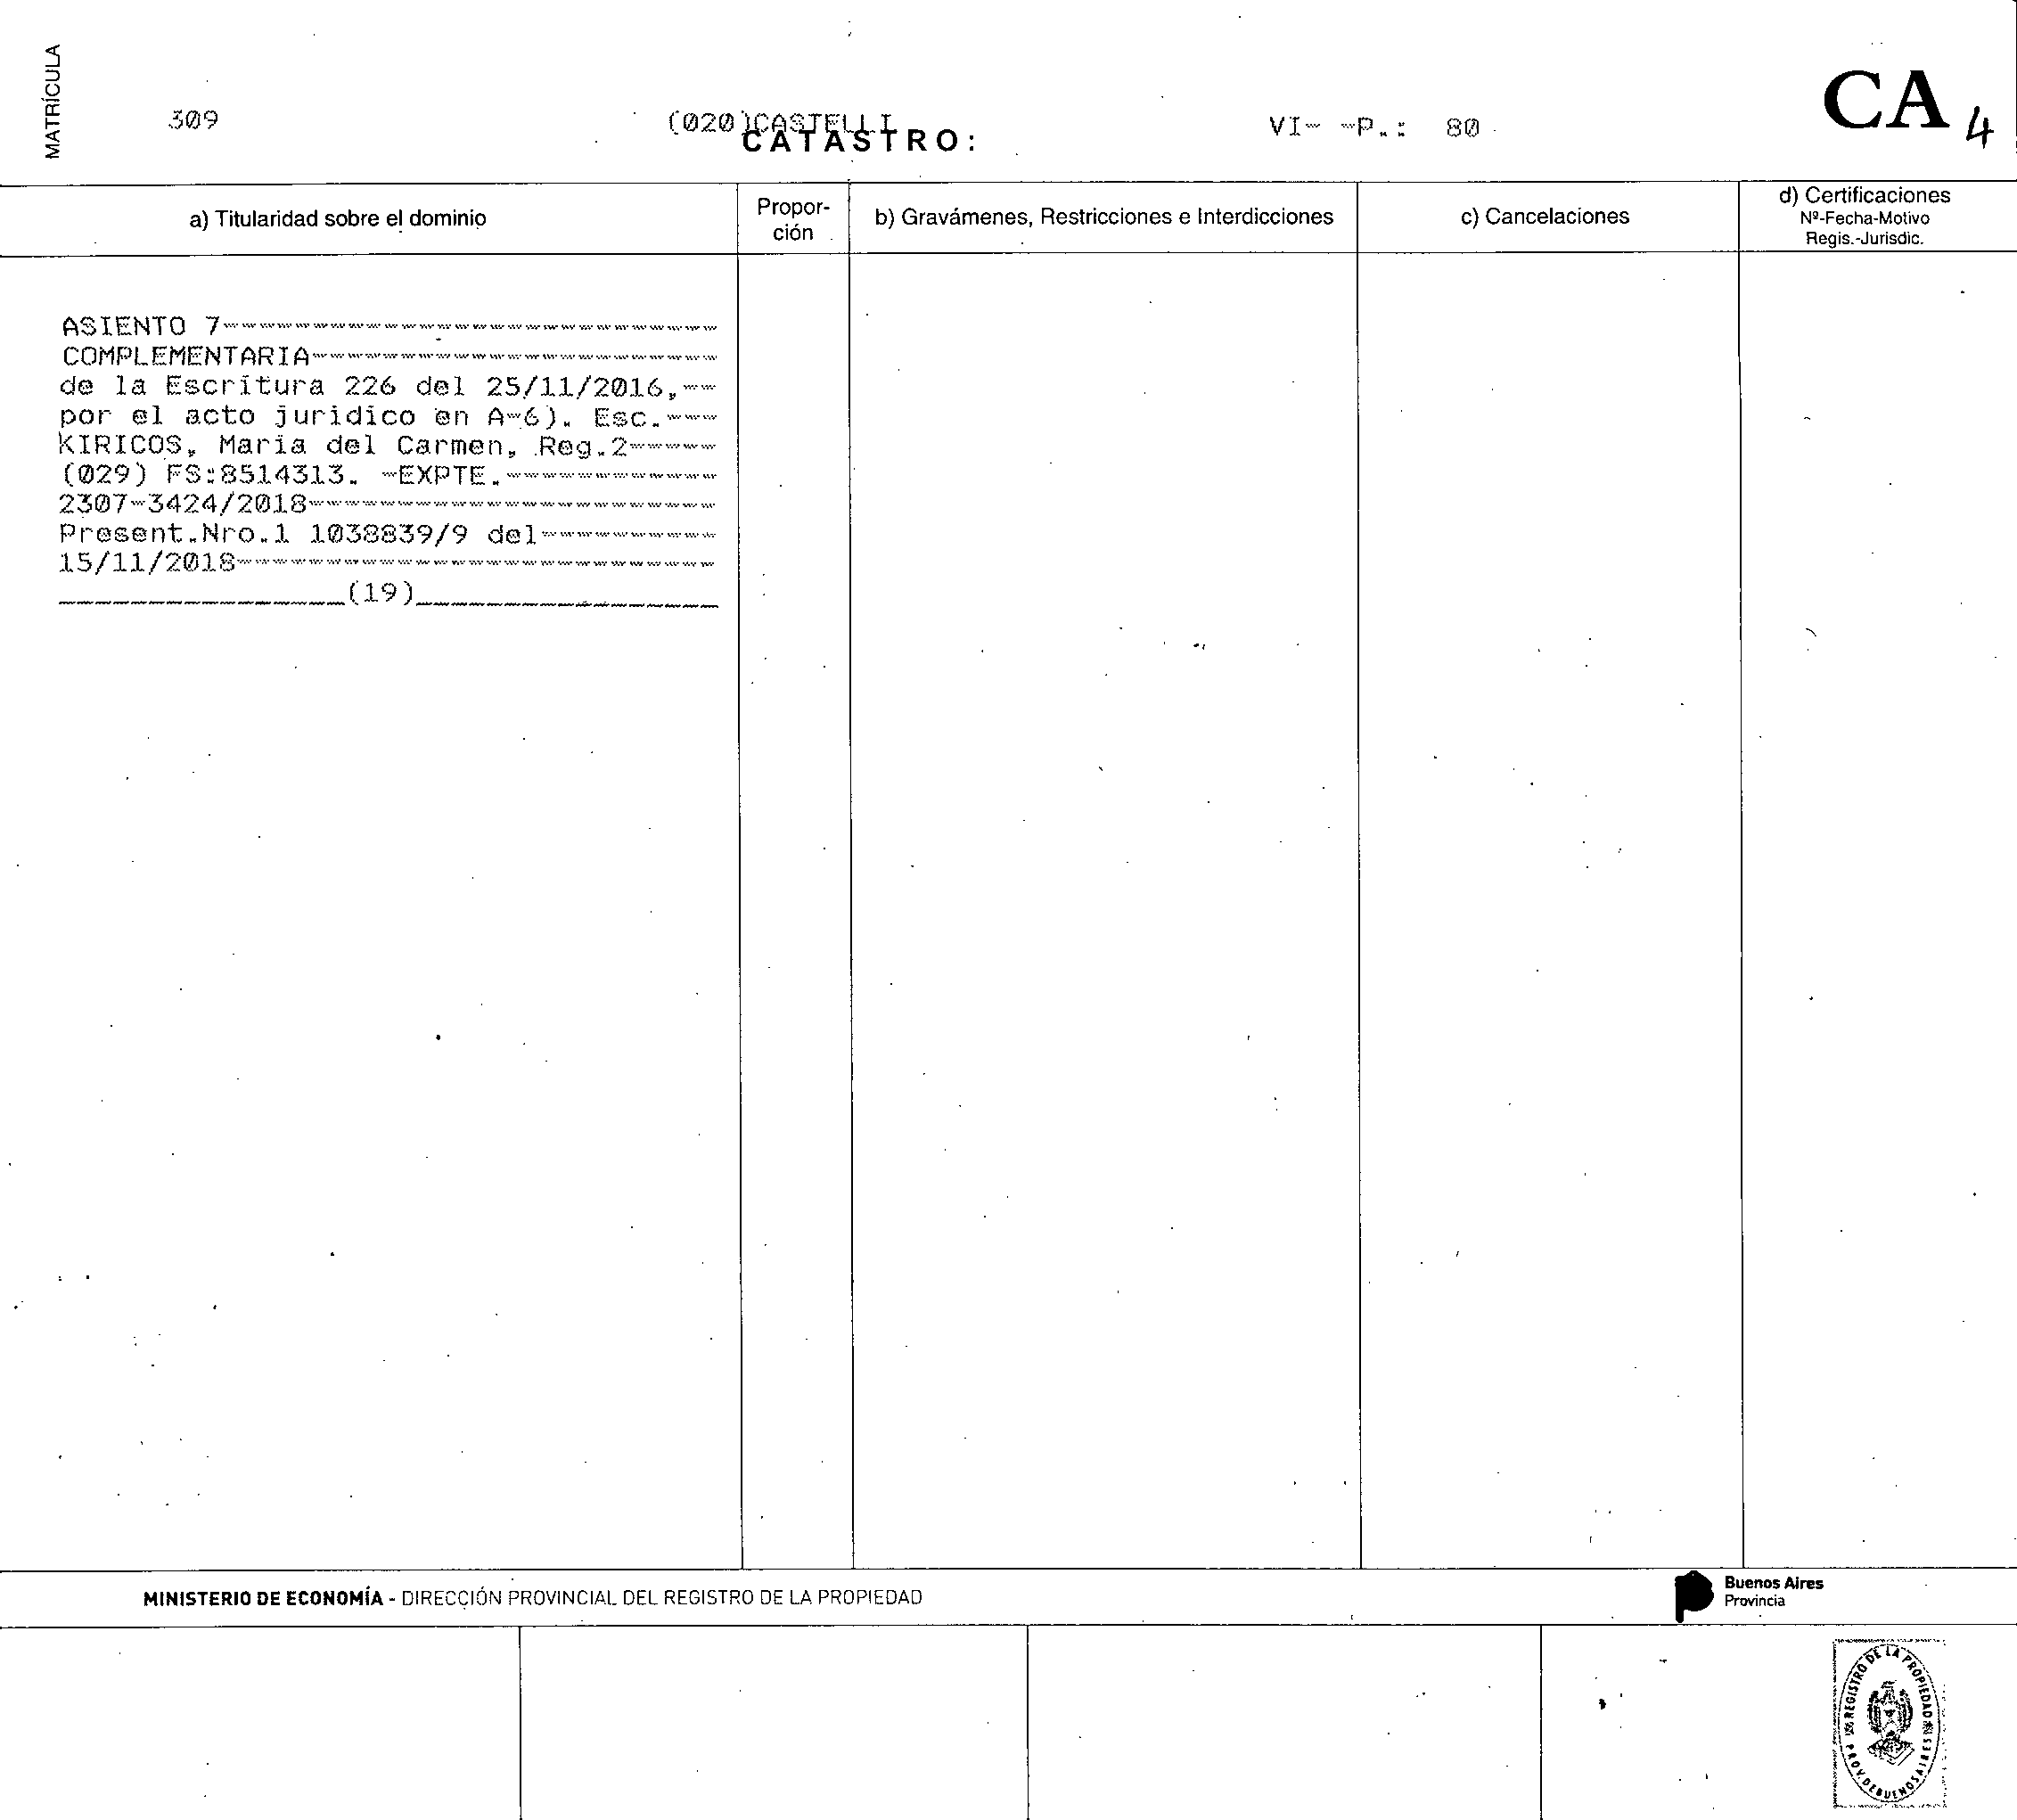 MATRÍCULA
309
(020)CASTELLI
CATASTRO:
VI- -P.: 80
CA 4
a) Titularidad sobre el dominio
Propor-
ción
b) Gravámenes, Restricciones e Interdicciones
c) Cancelaciones
d) Certificaciones
Nº-Fecha-Motivo
Regis.-Jurisdic.
ASIENTO 7----------------------------
COMPLEMENTARIA-----------------------
de la Escritura 226 del 25/11/2016,--
por el acto juridico en A-6). Esc.---
KIRICOS, Maria del Carmen, Reg.2-----
(029) FS:8514313. -EXPTE.------------
2307-3424/2018-----------------------
Present.Nro.1 1038839/9 del----------
15/11/2018---------------------------
________________(19)_________________
MINISTERIO DE ECONOMÍA - DIRECCIÓN PROVINCIAL DEL REGISTRO DE LA PROPIEDAD
Buenos Aires
Provincia
REGISTRO DE LA PROPIEDAD
PROV. DE BUENOS AIRES